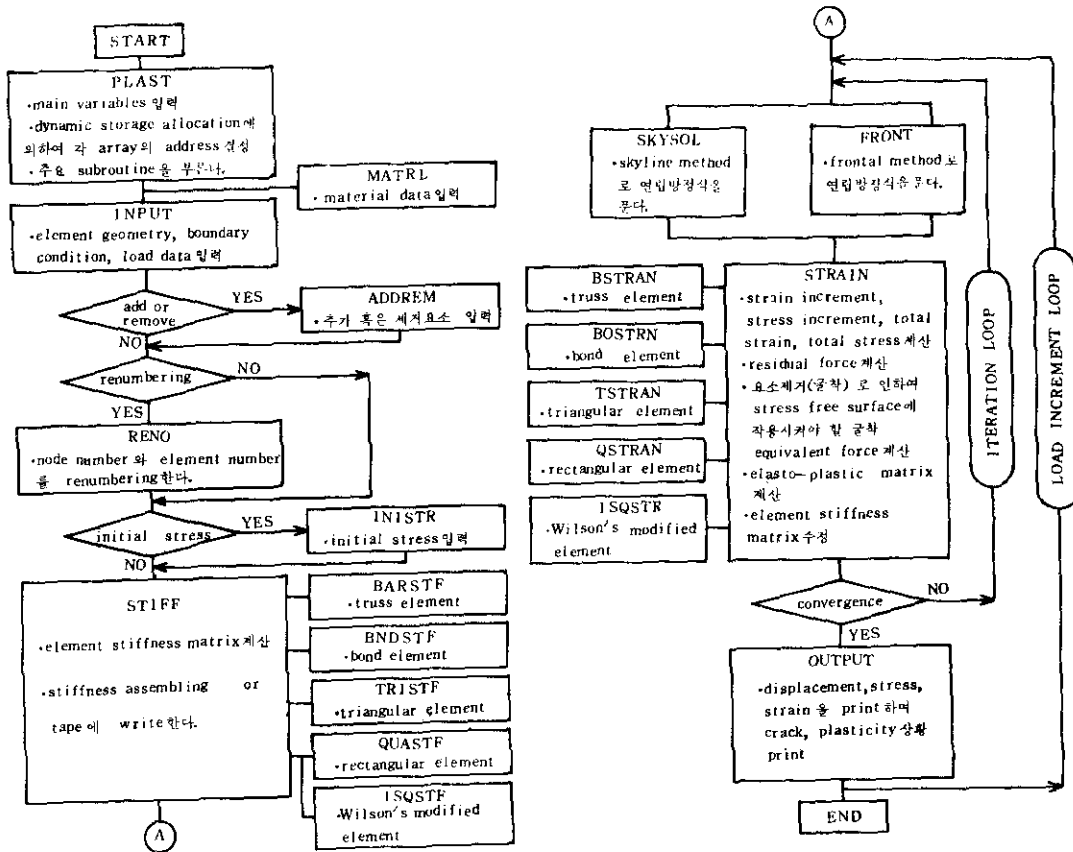 START
PLAST
·main variables 입력
·dynamic storage allocation에
의하여 각 array의 address 결정
·주요 subroutine을 부른다.
MATRL
·material data 입력
INPUT
·element geometry, boundary
condition, load data 입력
add or
remove
YES
NO
ADDREM
·추가 혹은 제거요소 입력
renumbering
NO
YES
RENO
·node number와 element number
를 renumbering한다.
initial stress
YES
NO
INISTR
·initial stress 입력
STIFF
·element stiffness matrix 계산
·stiffness assembling or
tape에 write한다.
BARSTF
·truss element
BNDSTF
·bond element
TRISTF
·triangular element
QUASTF
·rectangular element
ISQSTF
·Wilson's modified
element
A
A
SKYSOL
·skyline method
로 연립방정식을
푼다.
FRONT
·frontal method로
연립방정식을 푼다.
BSTRAN
·truss element
BOSTRN
·bond element
TSTRAN
·triangular element
QSTRAN
·rectangular element
ISQSTR
·Wilson's modified
element
STRAIN
·strain increment,
stress increment, total
strain, total stress 계산
·residual force 계산
·요소제거(굴착)로 인하여
stress free surface에
작용시켜야 할 굴착
equivalent force 계산
·elasto-plastic matrix
계산
·element stiffness
matrix 수정
convergence
NO
YES
OUTPUT
·displacement, stress,
strain을 print하며
crack, plasticity 상황
print
END
ITERATION LOOP
LOAD INCREMENT LOOP